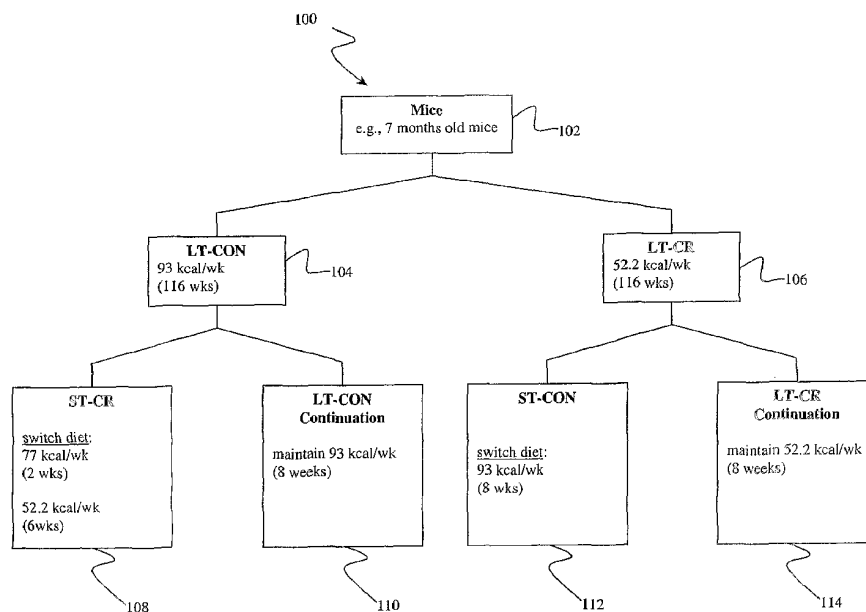 100
Mice
e.g., 7 months old mice
102
LT-CON
93 kcal/wk
(116 wks)
104
LT-CR
52.2 kcal/wk
(116 wks)
106
ST-CR
switch diet:
77 kcal/wk
(2 wks)
52.2 kcal/wk
(6wks)
108
LT-CON
Continuation
maintain 93 kcal/wk
(8 weeks)
110
ST-CON
switch diet:
93 kcal/wk
(8 wks)
112
LT-CR
Continuation
maintain 52.2 kcal/wk
(8 weeks)
114